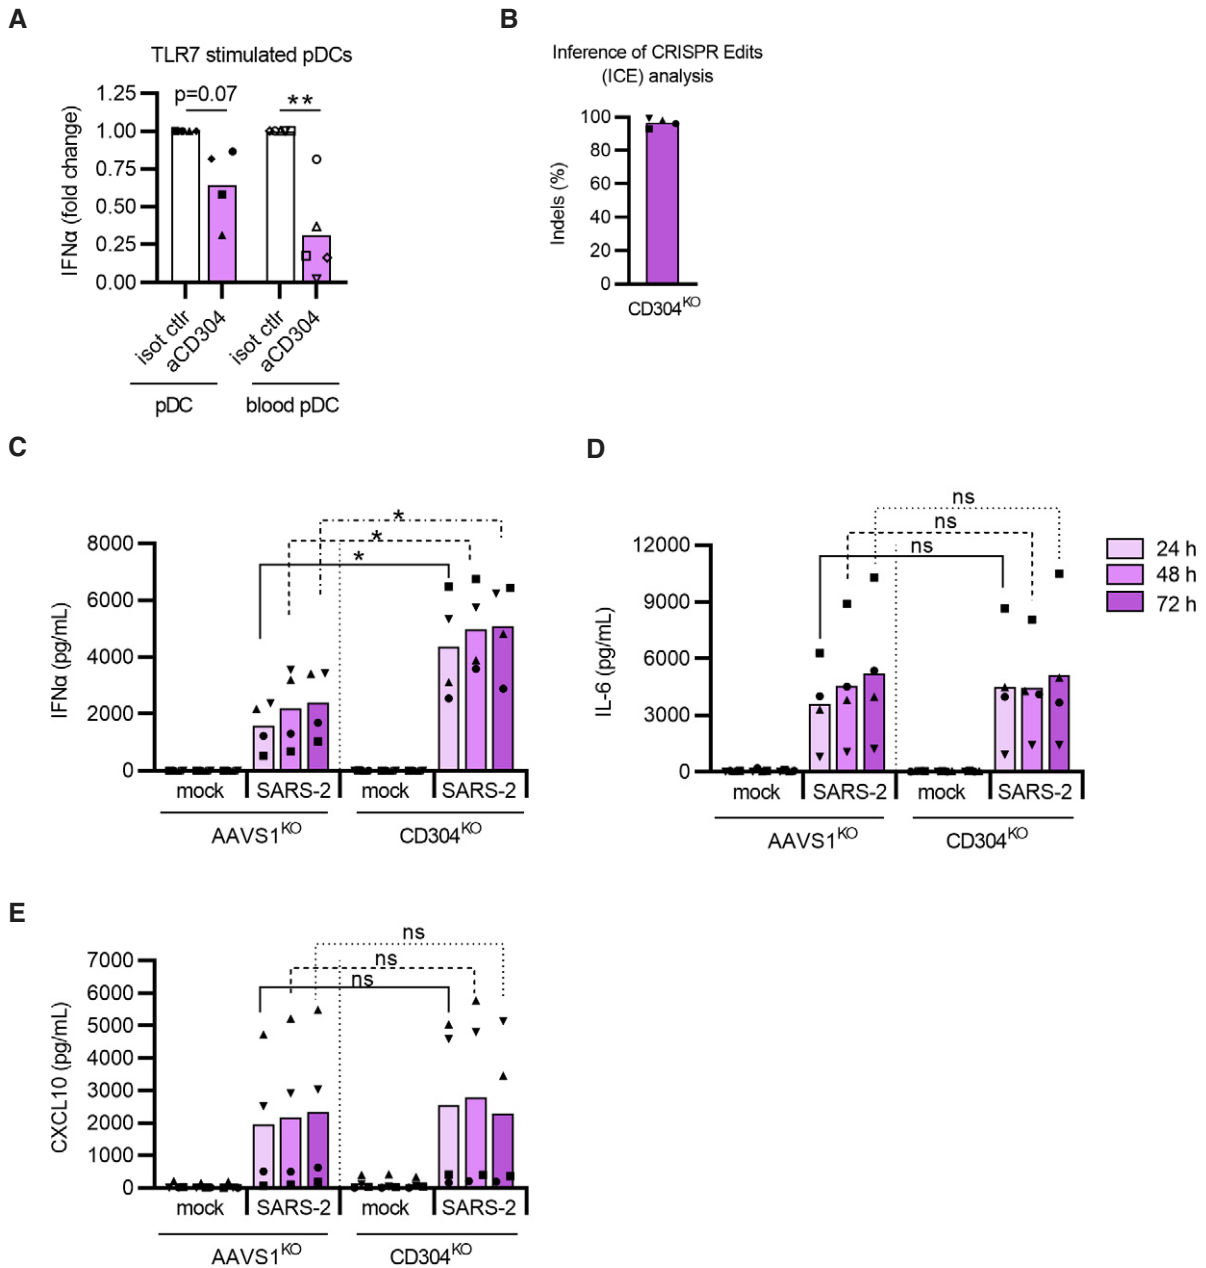 A
TLR7 stimulated pDCs
IFNα (fold change)
1.25
1.00
0.75
0.50
0.25
0.00
p=0.07
**
isot ctlr
aCD304
isot ctlr
aCD304
pDC
blood pDC
B
Inference of CRISPR Edits
(ICE) analysis
Indels (%)
100
80
60
40
20
0
CD304KO
C
IFNα (pg/mL)
8000
6000
4000
2000
0
*
*
*
mock
SARS-2
mock
SARS-2
AAVS1KO
CD304KO
D
IL-6 (pg/mL)
12000
9000
6000
3000
0
ns
ns
ns
mock
SARS-2
mock
SARS-2
AAVS1KO
CD304KO
24 h
48 h
72 h
E
CXCL10 (pg/mL)
7000
6000
5000
4000
3000
2000
1000
0
ns
ns
ns
mock
SARS-2
mock
SARS-2
AAVS1KO
CD304KO